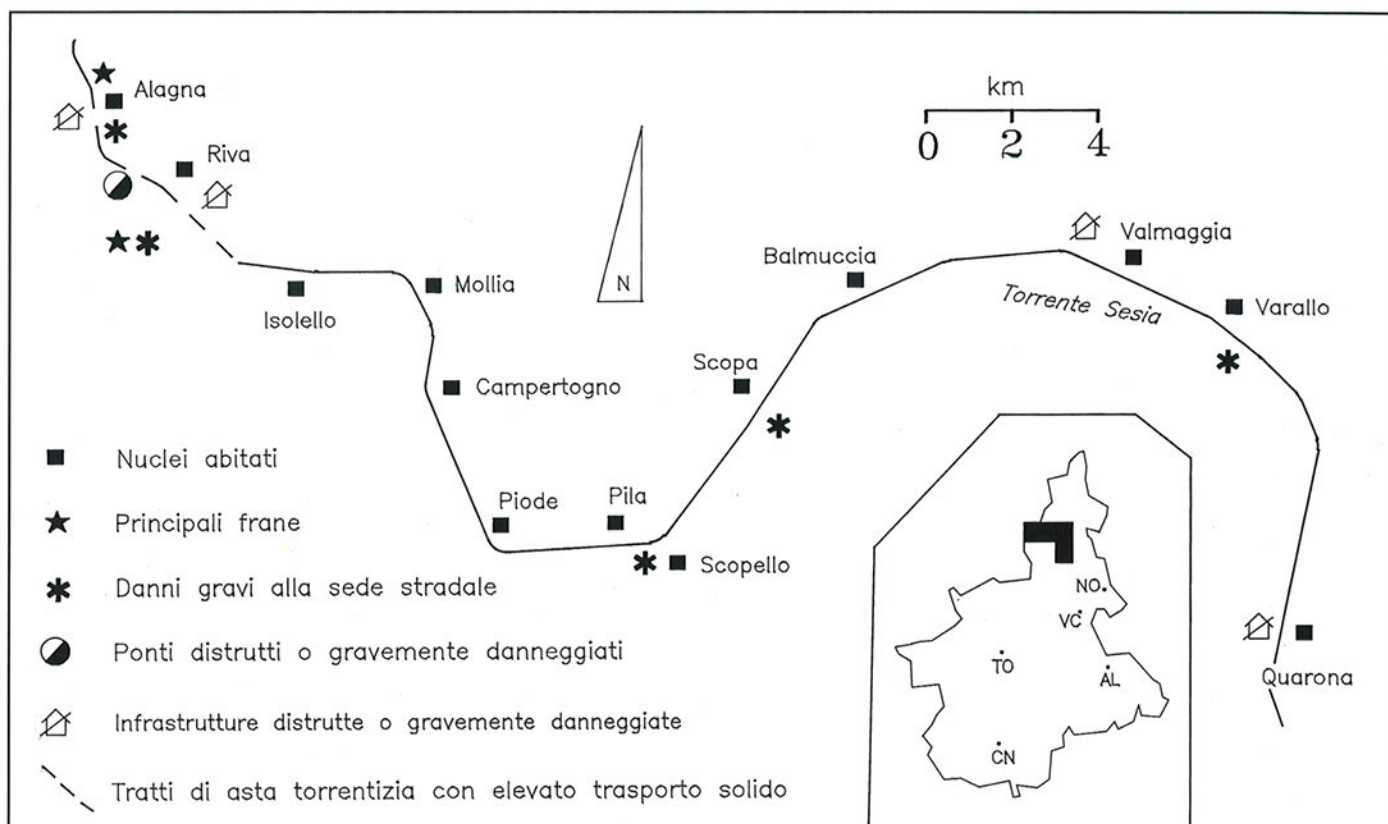 Alagna
Riva
Isolello
Mollia
Campertogno
Piode
Pila
Scopello
Scopa
Balmuccia
Torrente Sesia
Valmaggia
Varallo
Quarona
km
0 2 4
N
Nuclei abitati
Principali frane
Danni gravi alla sede stradale
Ponti distrutti o gravemente danneggiati
Infrastrutture distrutte o gravemente danneggiate
Tratti di asta torrentizia con elevato trasporto solido
NO
VC
TO
AL
CN